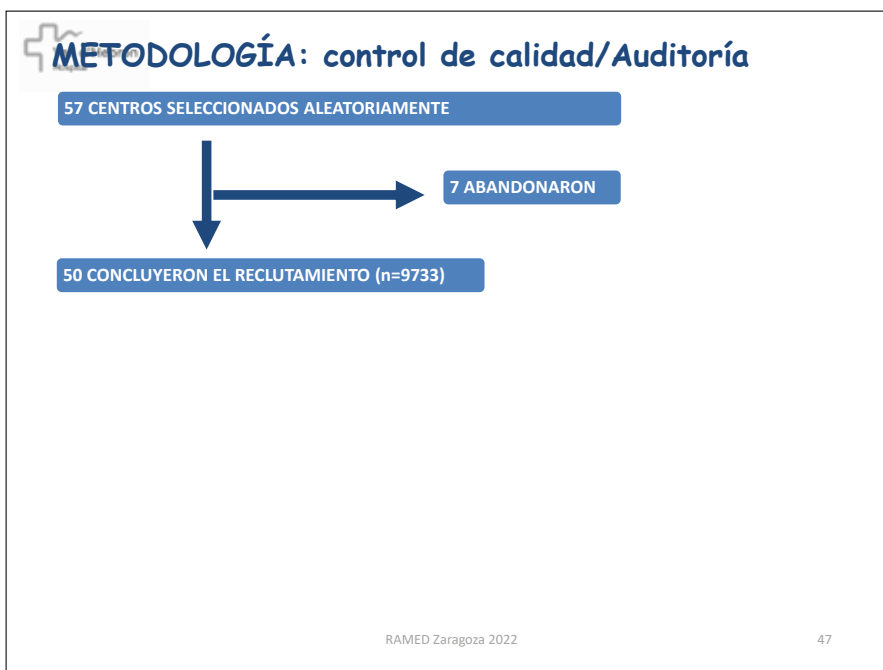 METODOLOGÍA: control de calidad/Auditoría
57 CENTROS SELECCIONADOS ALEATORIAMENTE
7 ABANDONARON
50 CONCLUYERON EL RECLUTAMIENTO (n=9733)
RAMED Zaragoza 2022
47